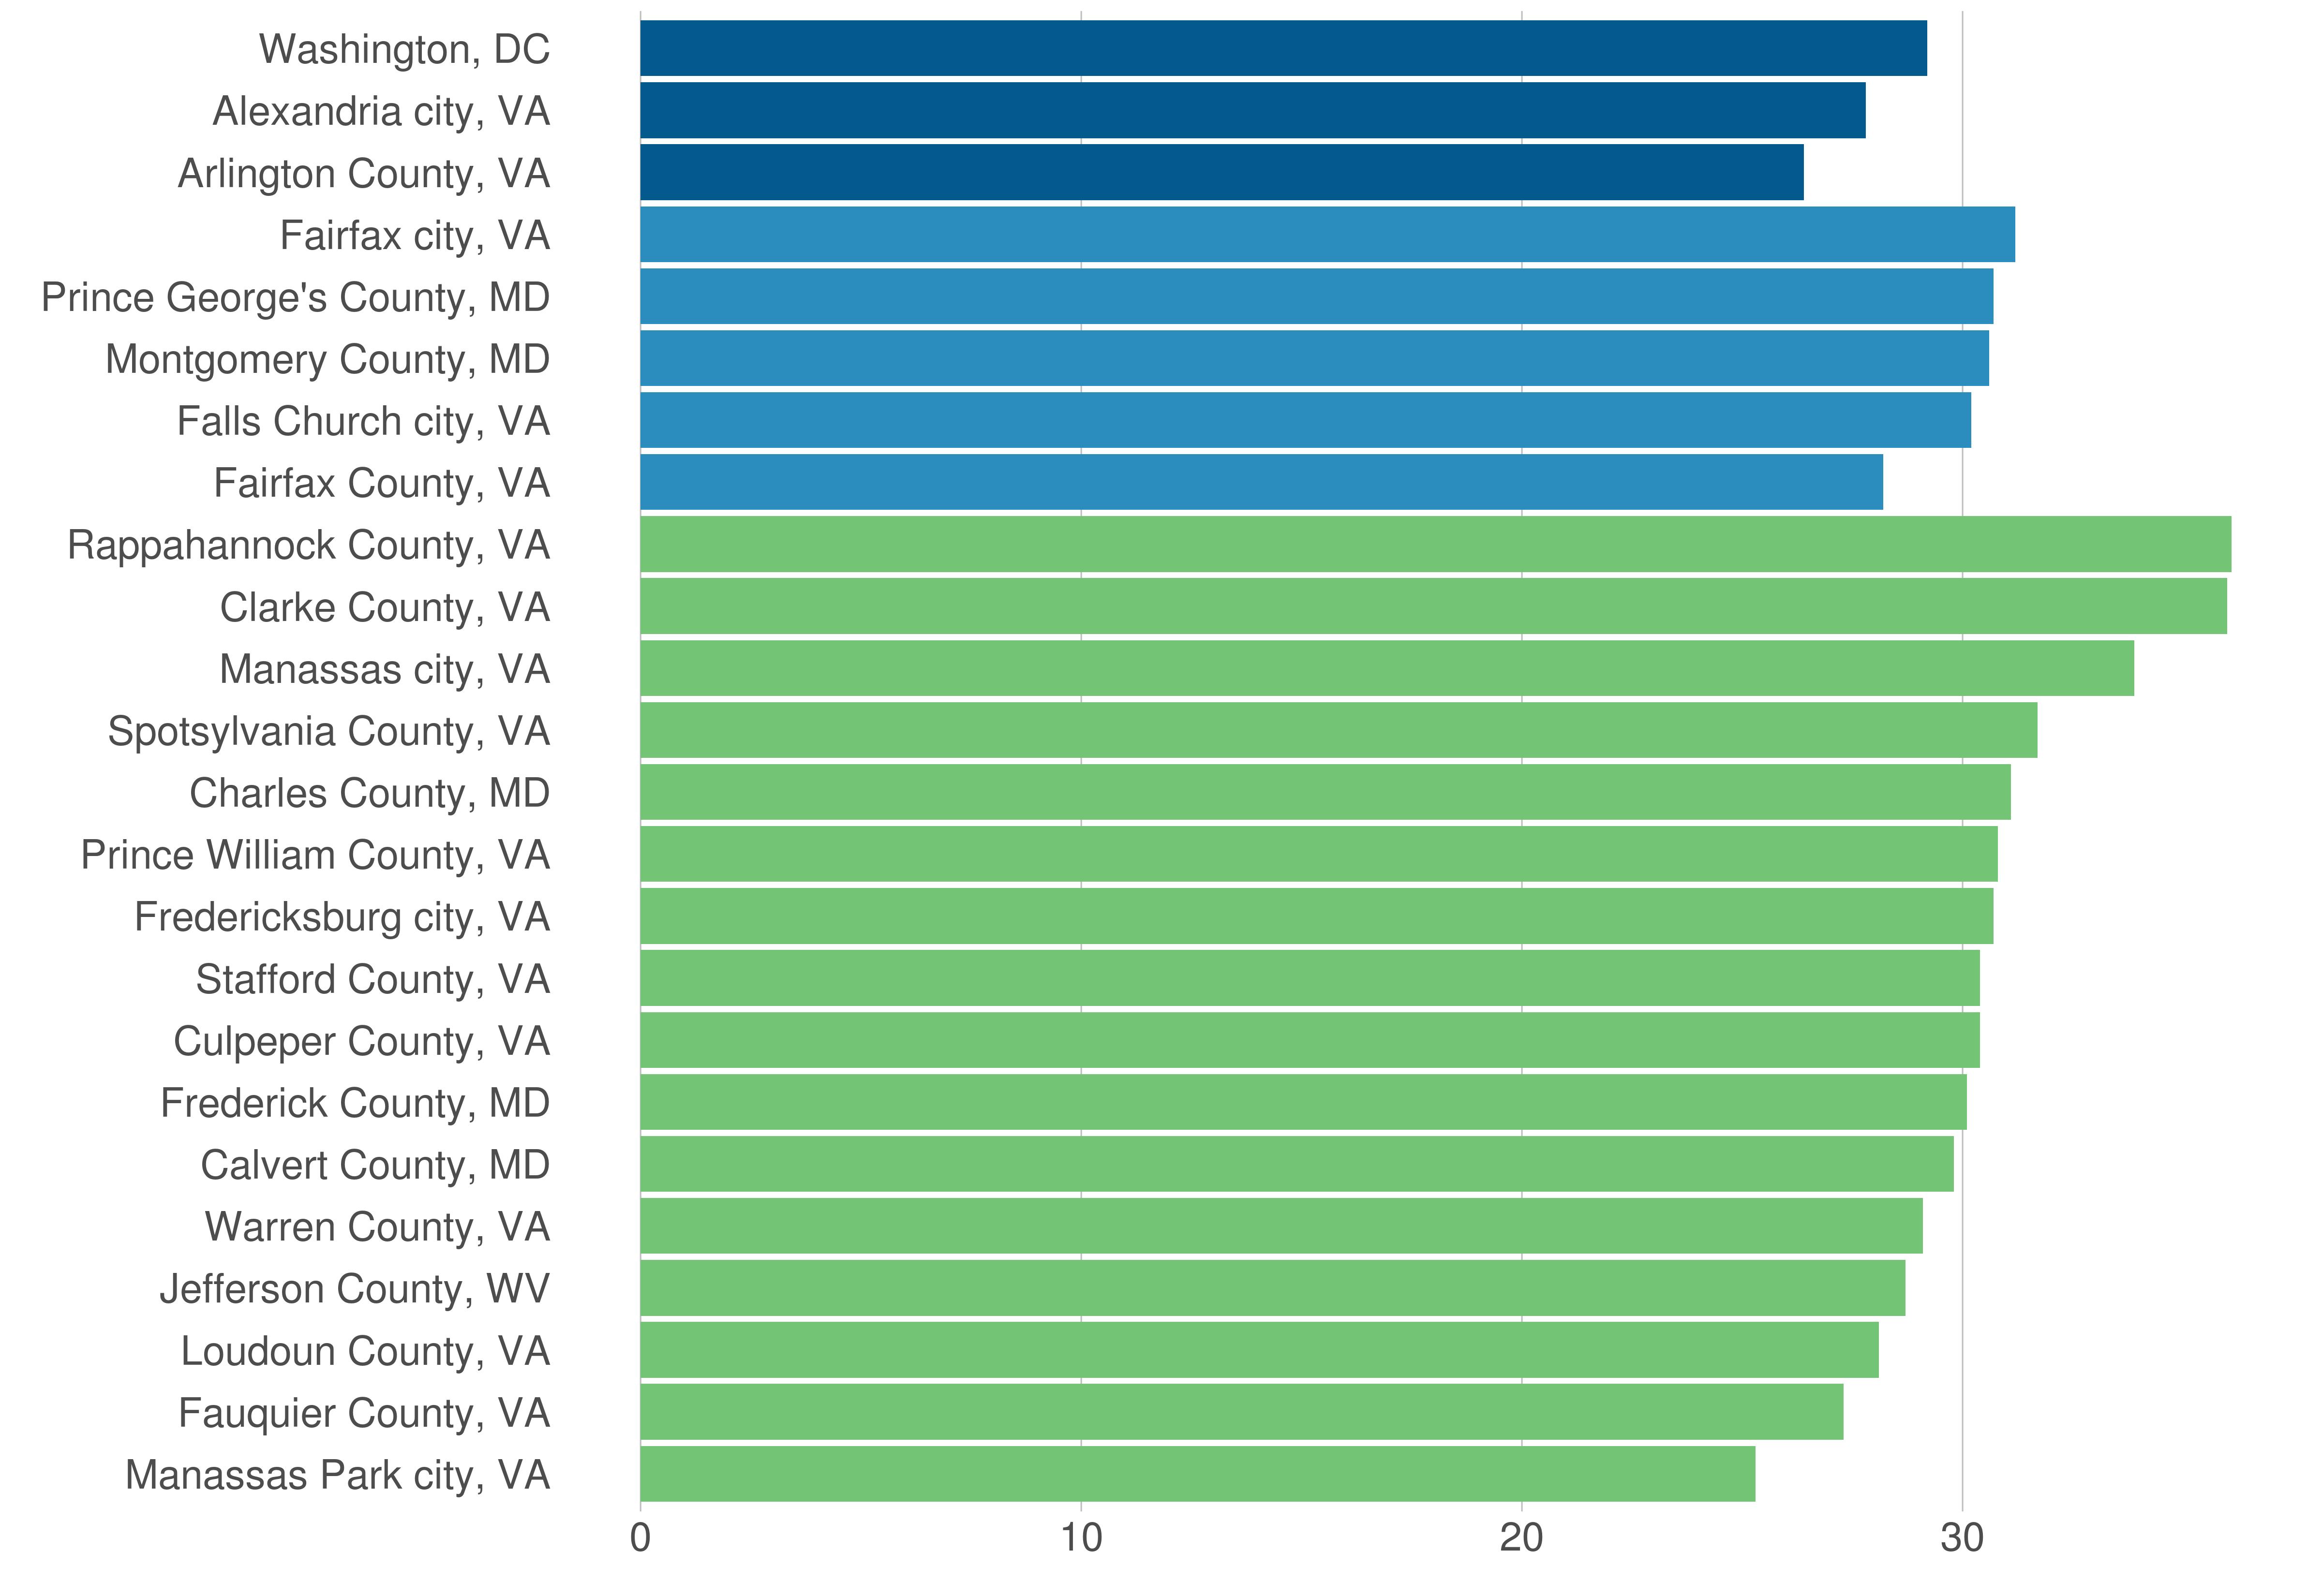 Washington, DC
Alexandria city, VA
Arlington County, VA
Fairfax city, VA
Prince George's County, MD
Montgomery County, MD
Falls Church city, VA
Fairfax County, VA
Rappahannock County, VA
Clarke County, VA
Manassas city, VA
Spotsylvania County, VA
Charles County, MD
Prince William County, VA
Fredericksburg city, VA
Stafford County, VA
Culpeper County, VA
Frederick County, MD
Calvert County, MD
Warren County, VA
Jefferson County, WV
Loudoun County, VA
Fauquier County, VA
Manassas Park city, VA
0 10 20 30